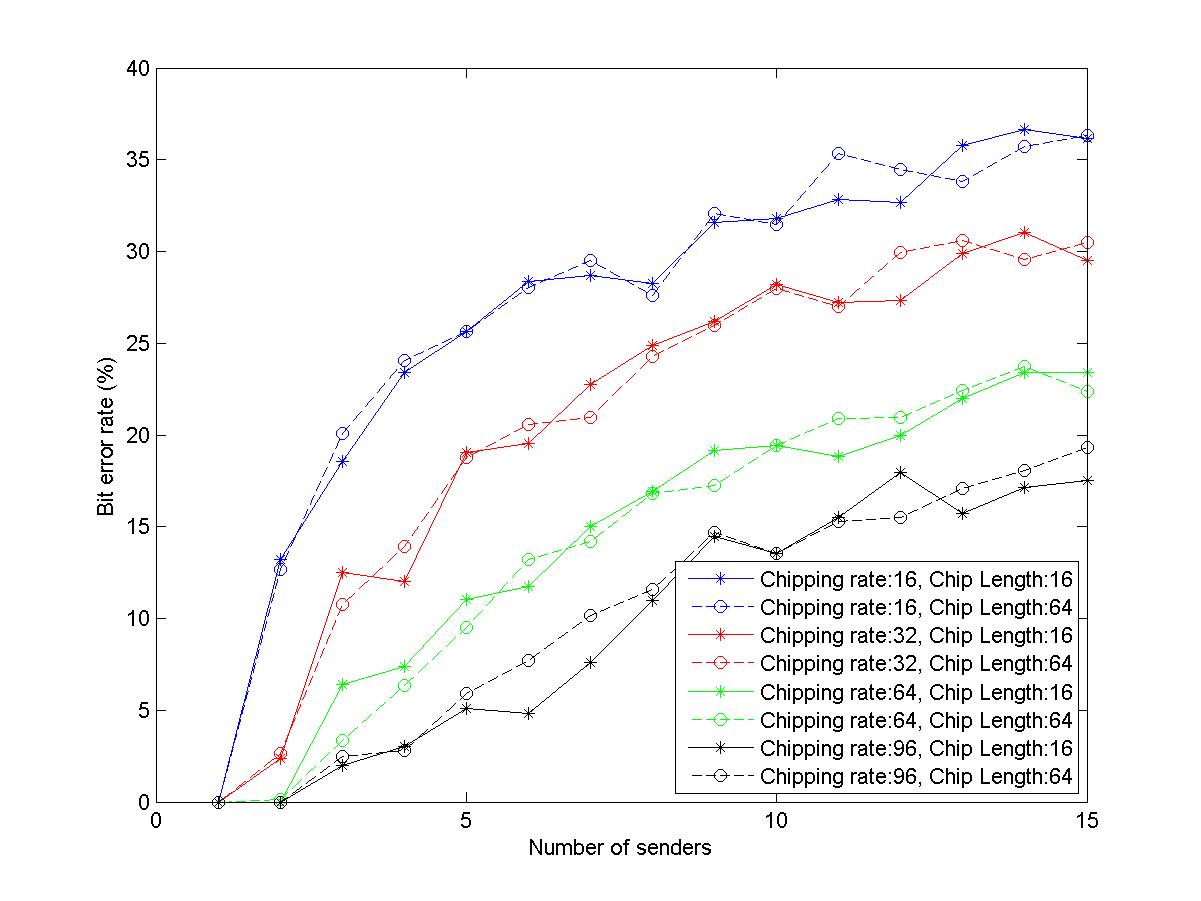 40
35
30
25
20
15
10
5
0
Bit error rate (%)
0 5 10 15
Number of senders
Chipping rate:16, Chip Length:16
Chipping rate:16, Chip Length:64
Chipping rate:32, Chip Length:16
Chipping rate:32, Chip Length:64
Chipping rate:64, Chip Length:16
Chipping rate:64, Chip Length:64
Chipping rate:96, Chip Length:16
Chipping rate:96, Chip Length:64